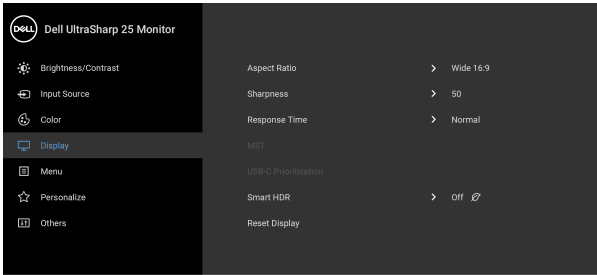 DELL
Dell UltraSharp 25 Monitor
Brightness/Contrast
Input Source
Color
Display
Menu
Personalize
Others
Aspect Ratio Wide 16:9
Sharpness 50
Response Time Normal
MST
USB-C Prioritization
Smart HDR Off
Reset Display